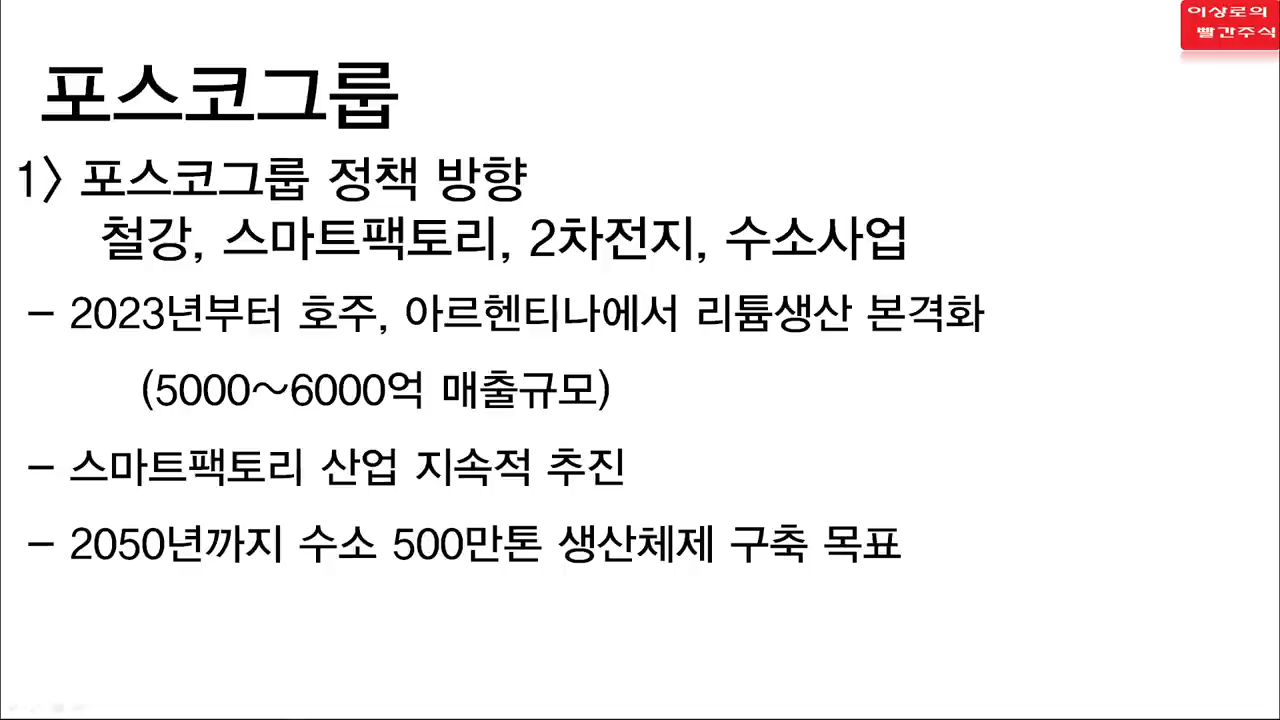 이상로의
빨간주식
포스코그룹
1> 포스코그룹 정책 방향
철강, 스마트팩토리, 2차전지, 수소사업
- 2023년부터 호주, 아르헨티나에서 리튬생산 본격화
(5000~6000억 매출규모)
- 스마트팩토리 산업 지속적 추진
- 2050년까지 수소 500만톤 생산체제 구축 목표